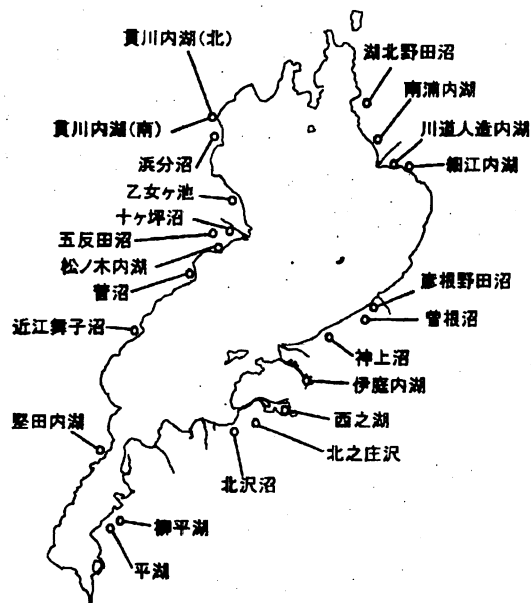 貫川内湖(北)
湖北野田沼
南浦内湖
貫川内湖(南)
川道人造内湖
浜分沼
細江内湖
乙女ヶ池
十ヶ坪沼
五反田沼
松ノ木内湖
菅沼
彦根野田沼
曽根沼
近江舞子沼
神上沼
伊庭内湖
西之湖
堅田内湖
北之庄沢
北沢沼
柳平湖
平湖